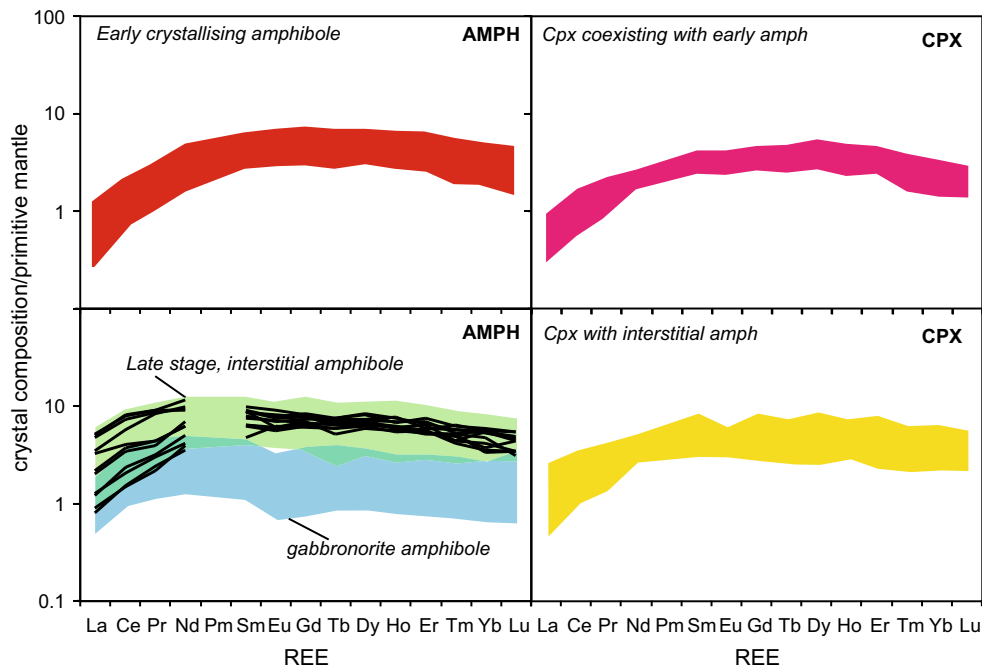 100
Early crystallising amphibole
AMPH
Cpx coexisting with early amph
CPX
10
1
crystal composition/primitive mantle
AMPH
Late stage, interstitial amphibole
Cpx with interstitial amph
CPX
10
1
gabbronorite amphibole
0.1
La Ce Pr Nd Pm Sm Eu Gd Tb Dy Ho Er Tm Yb Lu
La Ce Pr Nd Pm Sm Eu Gd Tb Dy Ho Er Tm Yb Lu
REE
REE